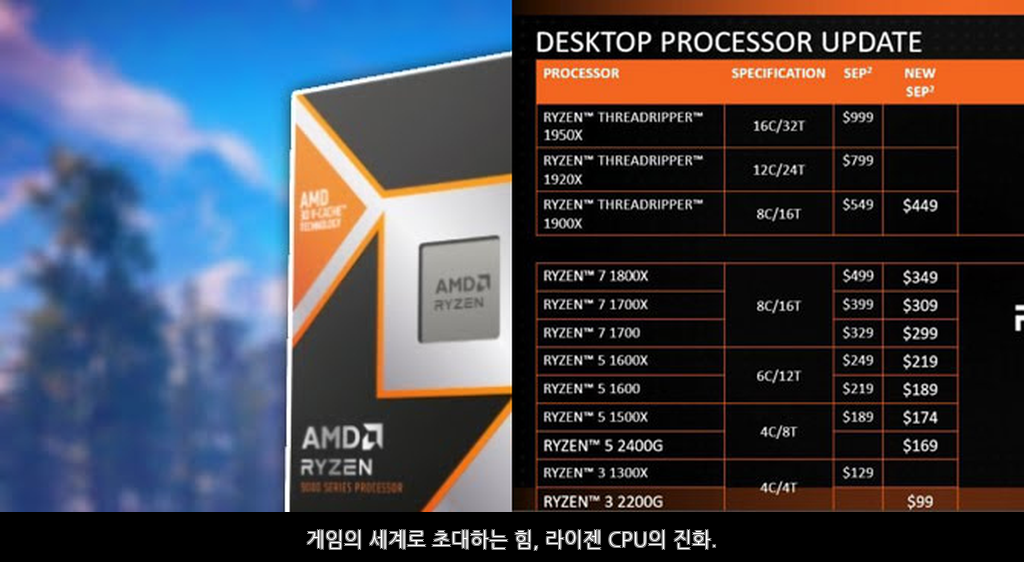 AMD
3D V-CACHE™
TECHNOLOGY
AMD
RYZEN
AMD
RYZEN
9000 SERIES PROCESSOR
DESKTOP PROCESSOR UPDATE
PROCESSOR SPECIFICATION SEP² NEW SEP²
RYZEN™ THREADRIPPER™ 1950X 16C/32T $999
RYZEN™ THREADRIPPER™ 1920X 12C/24T $799
RYZEN™ THREADRIPPER™ 1900X 8C/16T $549 $449
RYZEN™ 7 1800X $499 $349
RYZEN™ 7 1700X 8C/16T $399 $309
RYZEN™ 7 1700 $329 $299
RYZEN™ 5 1600X 6C/12T $249 $219
RYZEN™ 5 1600 $219 $189
RYZEN™ 5 1500X 4C/8T $189 $174
RYZEN™ 5 2400G $169
RYZEN™ 3 1300X 4C/4T $129
RYZEN™ 3 2200G $99
게임의 세계로 초대하는 힘, 라이젠 CPU의 진화.